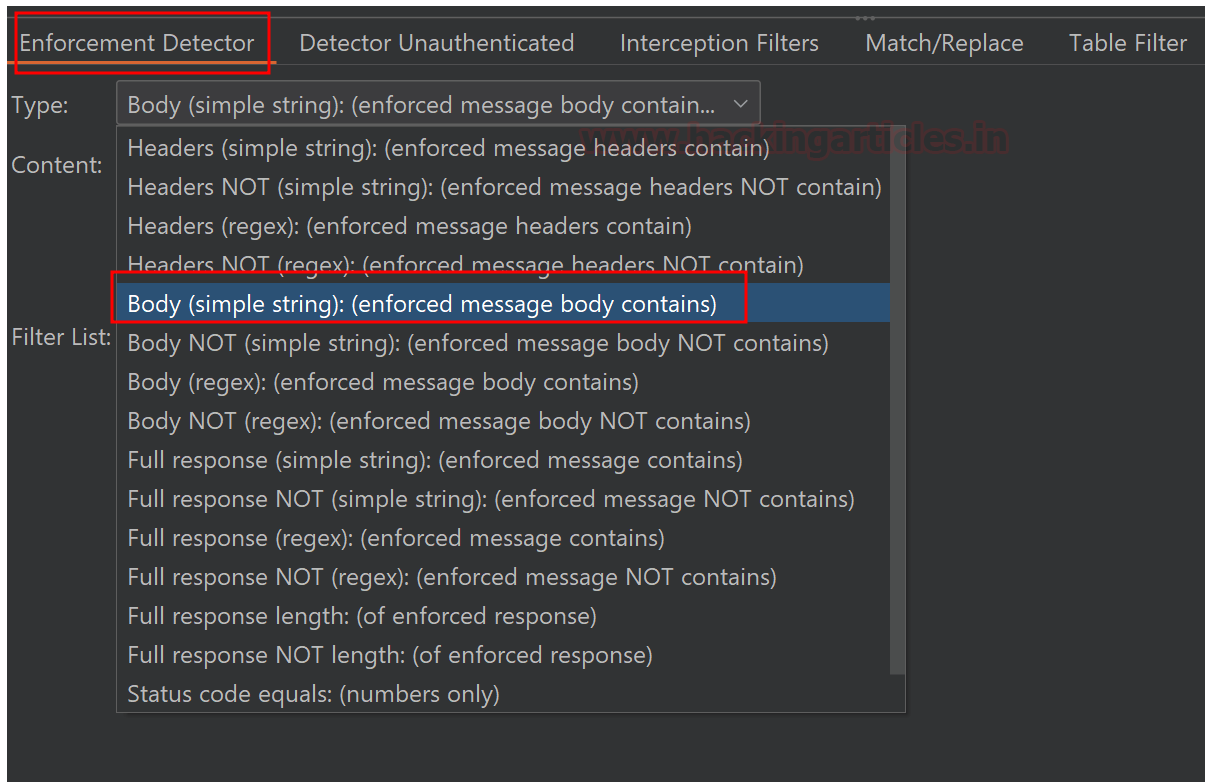 Enforcement Detector Detector Unauthenticated Interception Filters Match/Replace Table Filter
Type: Body (simple string): (enforced message body contain...
www.hackingarticles.in
Headers (simple string): (enforced message headers contain)
Content:
Headers NOT (simple string): (enforced message headers NOT contain)
Headers (regex): (enforced message headers contain)
Headers NOT (regex): (enforced message headers NOT contain)
Body (simple string): (enforced message body contains)
Filter List:
Body NOT (simple string): (enforced message body NOT contains)
Body (regex): (enforced message body contains)
Body NOT (regex): (enforced message body NOT contains)
Full response (simple string): (enforced message contains)
Full response NOT (simple string): (enforced message NOT contains)
Full response (regex): (enforced message contains)
Full response NOT (regex): (enforced message NOT contains)
Full response length: (of enforced response)
Full response NOT length: (of enforced response)
Status code equals: (numbers only)